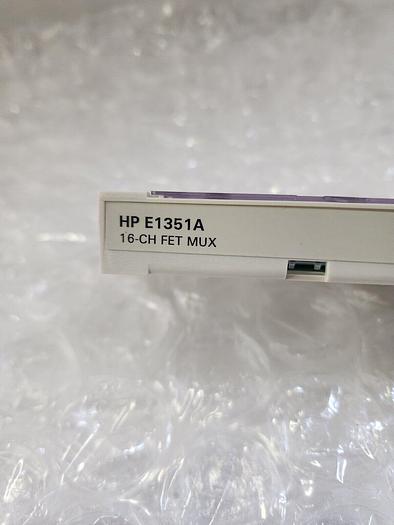 HP E1351A
16-CH FET MUX